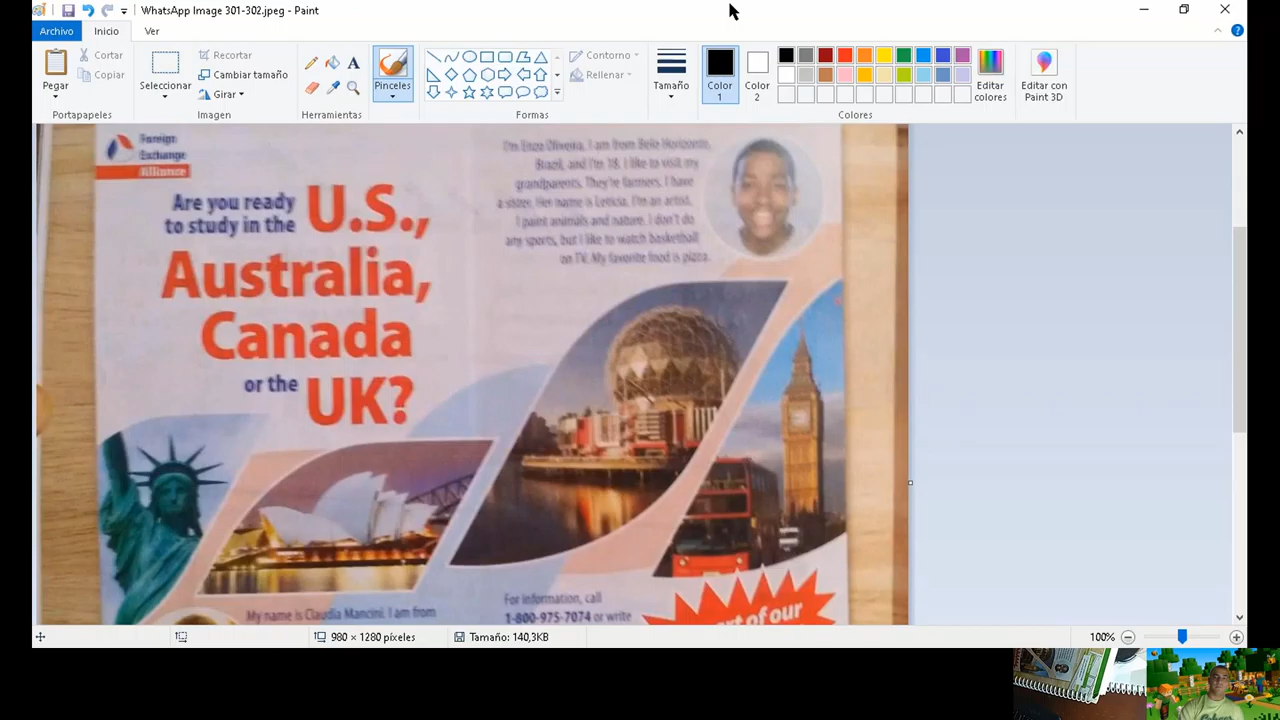 WhatsApp Image 301-302.jpeg - Paint
Archivo
Inicio
Ver
Pegar
Cortar
Copiar
Portapapeles
Seleccionar
Recortar
Cambiar tamaño
Girar
Imagen
A
Herramientas
Pinceles
Formas
Contorno
Rellenar
Tamaño
Color
1
Color
2
Colores
Editar
colores
Editar con
Paint 3D
Foreign
Exchange
Alliance
Are you ready
to study in the
U.S.,
Australia,
Canada
or the
UK?
I'm Enzo Oliveira. I am from Belo Horizonte,
Brazil, and I'm 18. I like to visit my
grandparents. They're farmers. I have
a sister. Her name is Leticia. I'm an artist.
I paint animals and nature. I don't do
any sports, but I like to watch basketball
on TV. My favorite food is pizza.
My name is Claudia Mancini. I am from
For information, call
1-800-975-7074 or write
of our
980 × 1280 píxeles
Tamaño: 140,3KB
100%